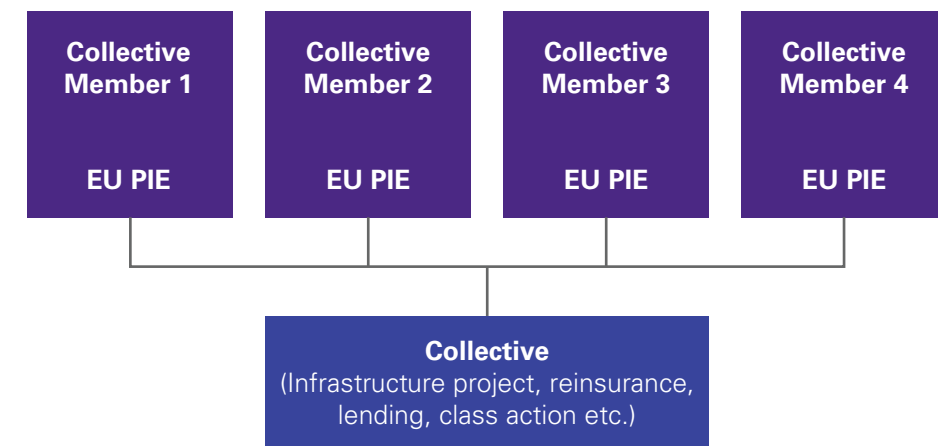 Collective
Member 1
EU PIE
Collective
Member 2
EU PIE
Collective
Member 3
EU PIE
Collective
Member 4
EU PIE
Collective
(Infrastructure project, reinsurance,
lending, class action etc.)